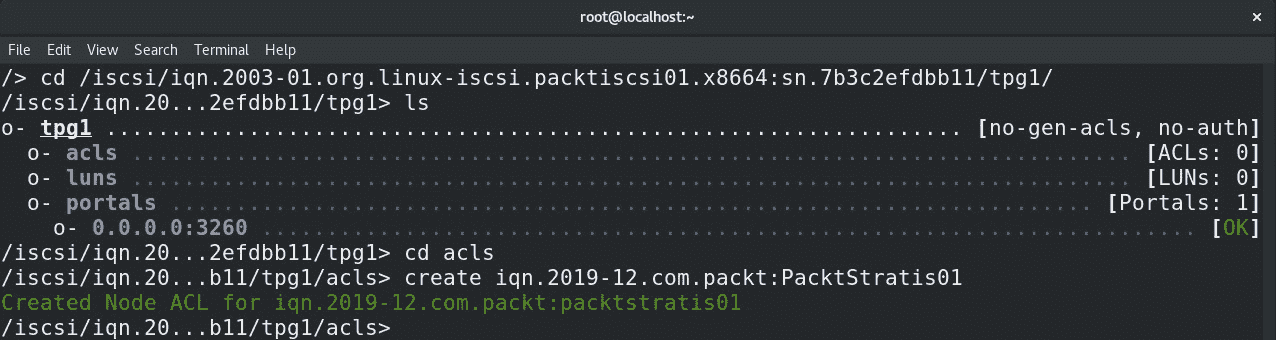 root@localhost:~ ×
File Edit View Search Terminal Help
/> cd /iscsi/iqn.2003-01.org.linux-iscsi.packtiscsi01.x8664:sn.7b3c2efdbb11/tpg1/
/iscsi/iqn.20...2efdbb11/tpg1> ls
o- tpg1 .................................................................. [no-gen-acls, no-auth]
  o- acls ............................................................................. [ACLs: 0]
  o- luns ............................................................................. [LUNs: 0]
  o- portals ....................................................................... [Portals: 1]
    o- 0.0.0.0:3260 ........................................................................ [OK]
/iscsi/iqn.20...2efdbb11/tpg1> cd acls
/iscsi/iqn.20...b11/tpg1/acls> create iqn.2019-12.com.packt:PacktStratis01
Created Node ACL for iqn.2019-12.com.packt:packtstratis01
/iscsi/iqn.20...b11/tpg1/acls>